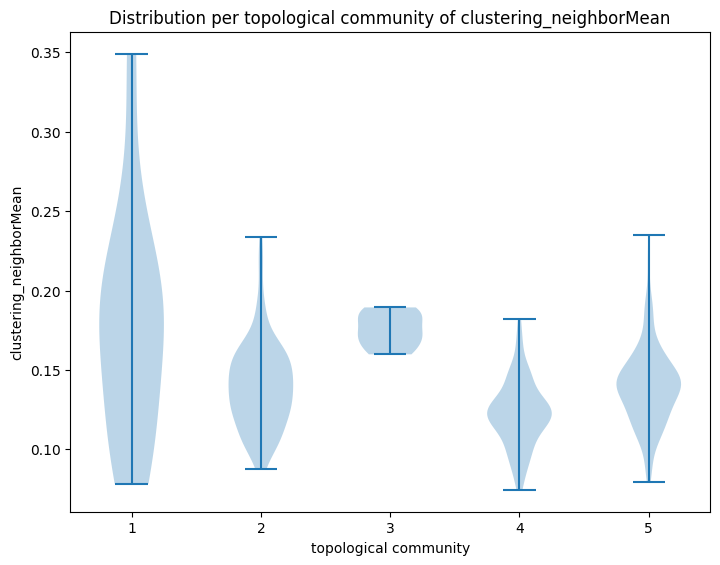 Distribution per topological community of clustering_neighborMean
clustering_neighborMean
0.35
0.30
0.25
0.20
0.15
0.10
1 2 3 4 5
topological community